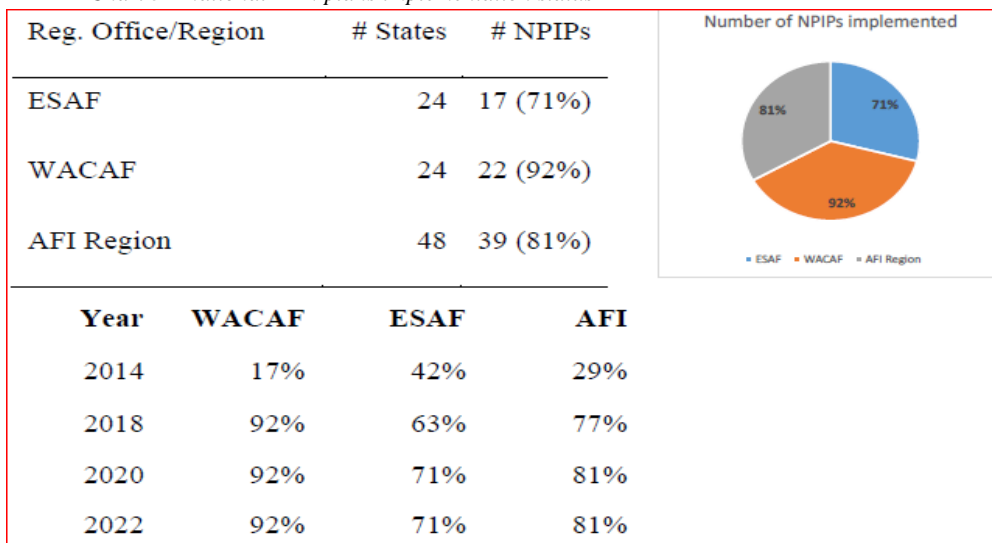 Reg. Office/Region # States # NPIPs
ESAF 24 17 (71%)
WACAF 24 22 (92%)
AFI Region 48 39 (81%)
Number of NPIPs implemented
81% 71%
92%
ESAF WACAF AFI Region
Year WACAF ESAF AFI
2014 17% 42% 29%
2018 92% 63% 77%
2020 92% 71% 81%
2022 92% 71% 81%